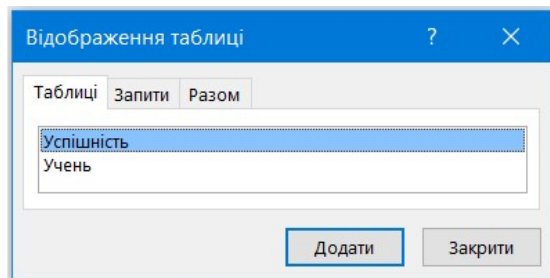 Відображення таблиці ? ×
Таблиці Запити Разом
Успішність
Учень
Додати Закрити